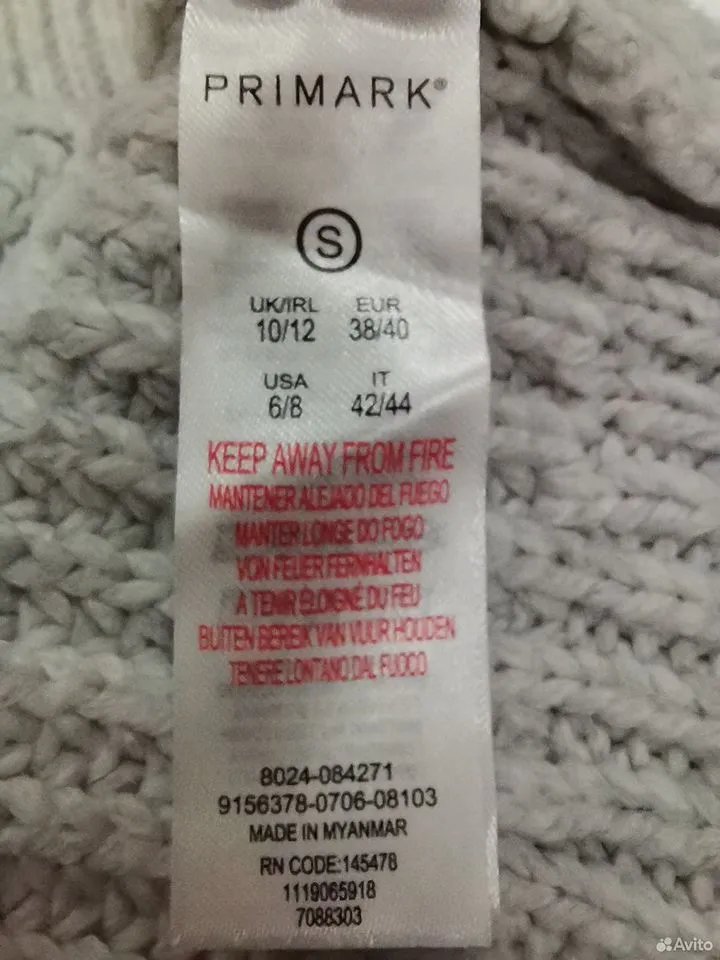 PRIMARK®
S
UK/IRL EUR
10/12 38/40
USA IT
6/8 42/44
KEEP AWAY FROM FIRE
MANTENER ALEJADO DEL FUEGO
MANTER LONGE DO FOGO
VON FEUER FERNHALTEN
A TENIR ÉLOIGNÉ DU FEU
BUITEN BEREIK VAN VUUR HOUDEN
TENERE LONTANO DAL FUOCO
8024-084271
9156378-0706-08103
MADE IN MYANMAR
RN CODE:145478
1119065918
7088303
Avito